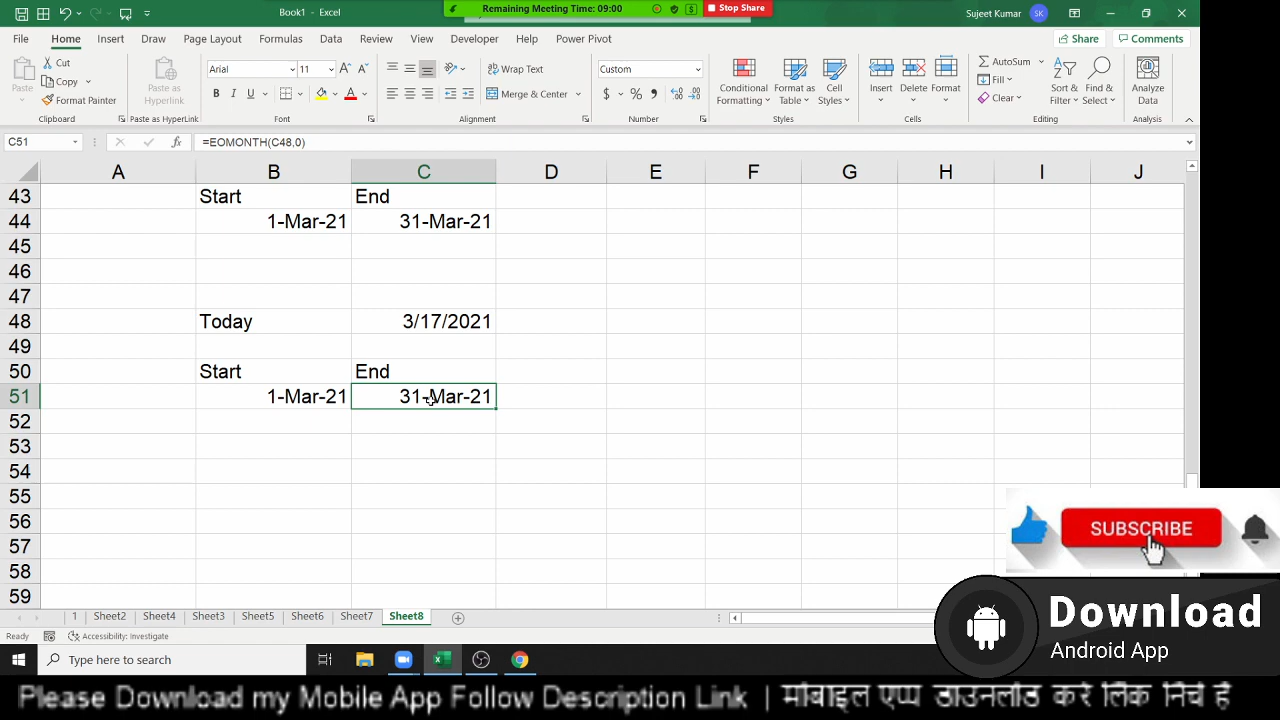 Book1 - Excel
Remaining Meeting Time: 09:00
Stop Share
Sujeet Kumar
SK
File Home Insert Draw Page Layout Formulas Data Review View Developer Help Power Pivot
Share
Comments
Paste
Cut
Copy
Format Painter
Clipboard
Paste as
Hyperlink
Paste as Hyperlink
Arial
11
B I U
Font
Wrap Text
Merge & Center
Alignment
Custom
$ %
Number
Conditional
Formatting
Format as
Table
Cell
Styles
Styles
Insert
Delete
Format
Cells
AutoSum
Fill
Clear
Sort &
Filter
Find &
Select
Editing
Analyze
Data
Analysis
C51
fx
=EOMONTH(C48,0)
A B C D E F G H I J
43 Start End
44 1-Mar-21 31-Mar-21
45
46
47
48 Today 3/17/2021
49
50 Start End
51 1-Mar-21 31-Mar-21
52
53
54
55
56
57
58
59
SUBSCRIBE
Download
Android App
1 Sheet2 Sheet4 Sheet3 Sheet5 Sheet6 Sheet7 Sheet8
Ready
Accessibility: Investigate
Type here to search
Please Download my Mobile App Follow Description Link | मोबाइल एप्प डाउनलोड करे लिंक निचे है